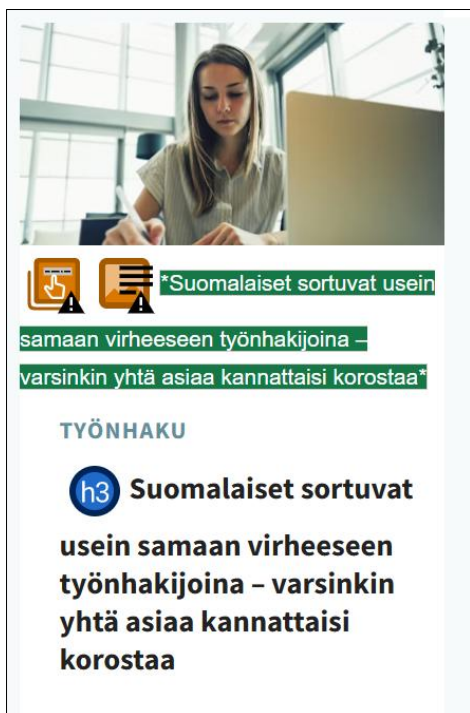 *Suomalaiset sortuvat usein
samaan virheeseen työnhakijoina –
varsinkin yhtä asiaa kannattaisi korostaa*
TYÖNHAKU
h3 Suomalaiset sortuvat
usein samaan virheeseen
työnhakijoina – varsinkin
yhtä asiaa kannattaisi
korostaa